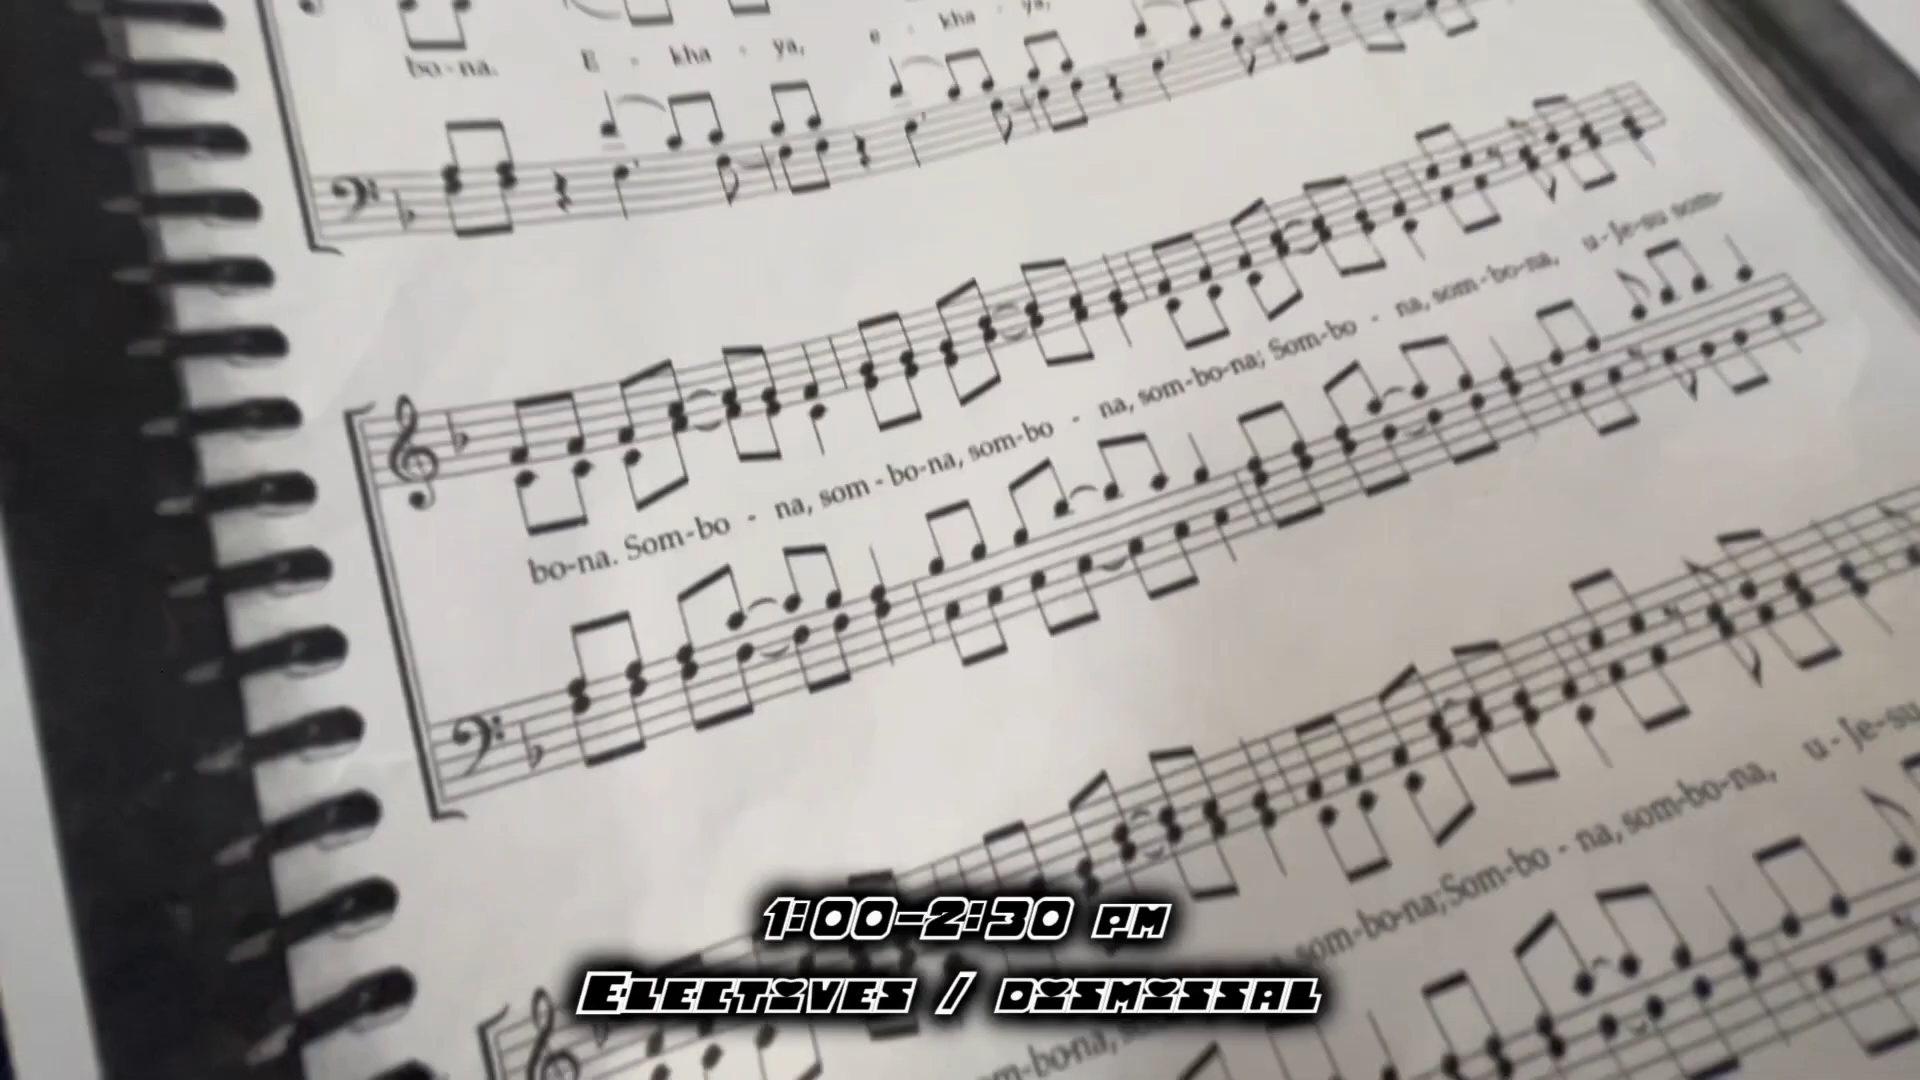 bo-na. E - kha - ya, e - kha - ya,
bo-na. Som-bo - na, som - bo-na, som-bo - na, som-bo-na; Som-bo - na, som-bo-na, u-Je-su som-
som-bo-na; Som-bo - na, som-bo-na, u-Je-su
bo-na,
1:00-2:30 PM
Electives / Dismissal